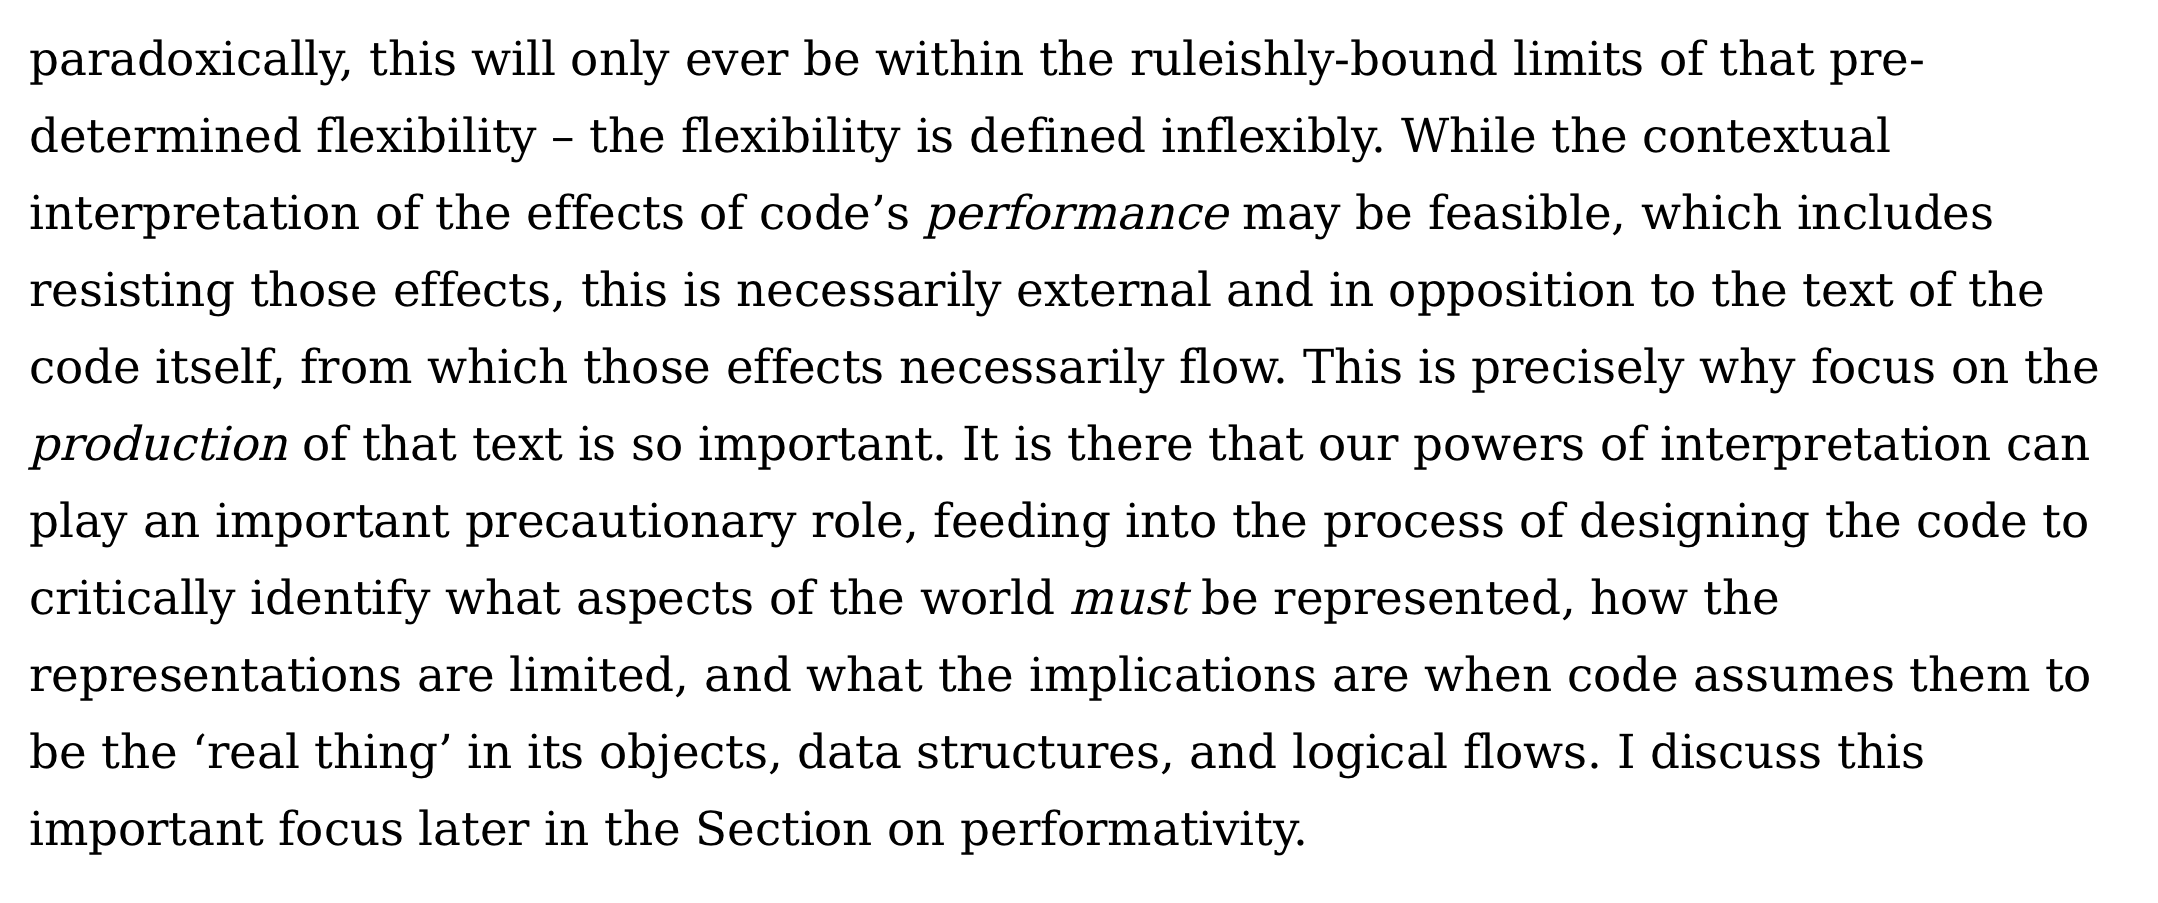 paradoxically, this will only ever be within the ruleishly-bound limits of that pre-
determined flexibility – the flexibility is defined inflexibly. While the contextual
interpretation of the effects of code’s performance may be feasible, which includes
resisting those effects, this is necessarily external and in opposition to the text of the
code itself, from which those effects necessarily flow. This is precisely why focus on the
production of that text is so important. It is there that our powers of interpretation can
play an important precautionary role, feeding into the process of designing the code to
critically identify what aspects of the world must be represented, how the
representations are limited, and what the implications are when code assumes them to
be the ‘real thing’ in its objects, data structures, and logical flows. I discuss this
important focus later in the Section on performativity.